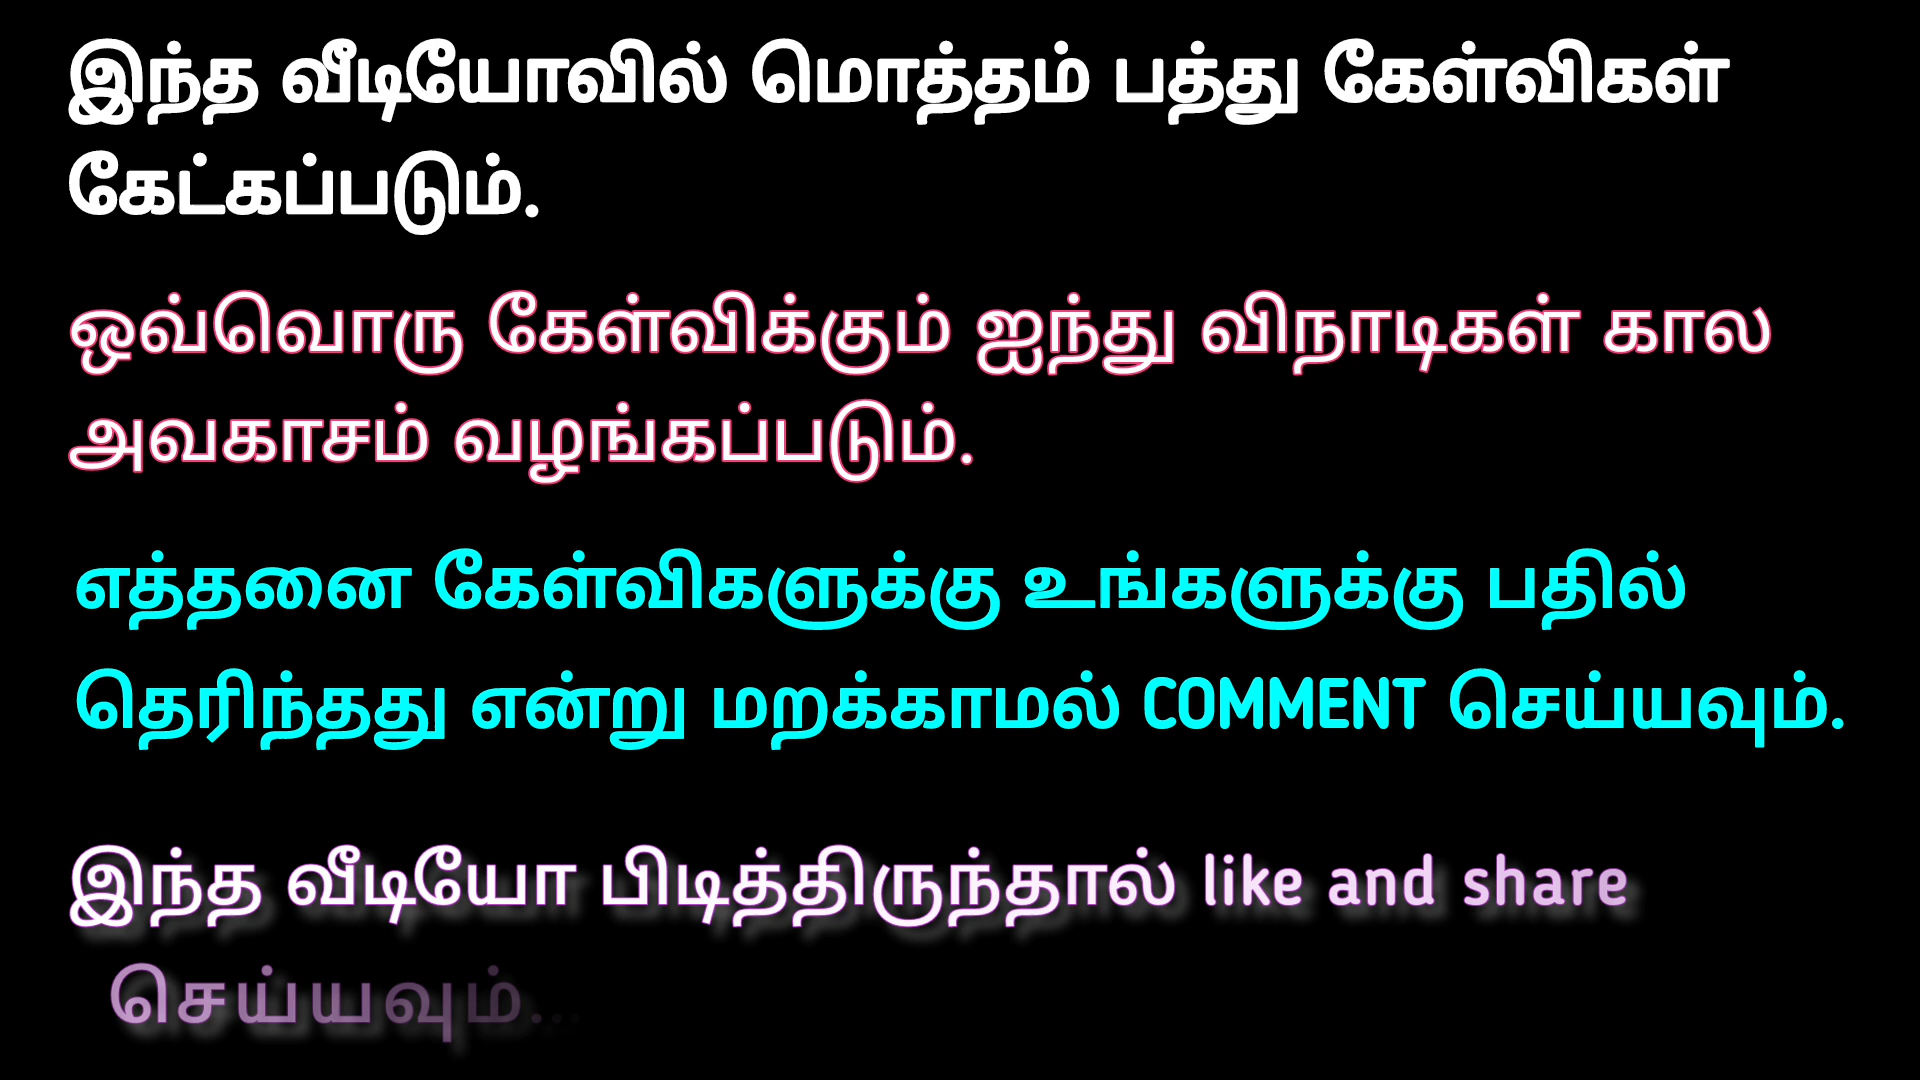 இந்த வீடியோவில் மொத்தம் பத்து கேள்விகள்
கேட்கப்படும்.
ஒவ்வொரு கேள்விக்கும் ஐந்து விநாடிகள் கால
அவகாசம் வழங்கப்படும்.
எத்தனை கேள்விகளுக்கு உங்களுக்கு பதில்
தெரிந்தது என்று மறக்காமல் COMMENT செய்யவும்.
இந்த வீடியோ பிடித்திருந்தால் like and share
செய்யவும்...